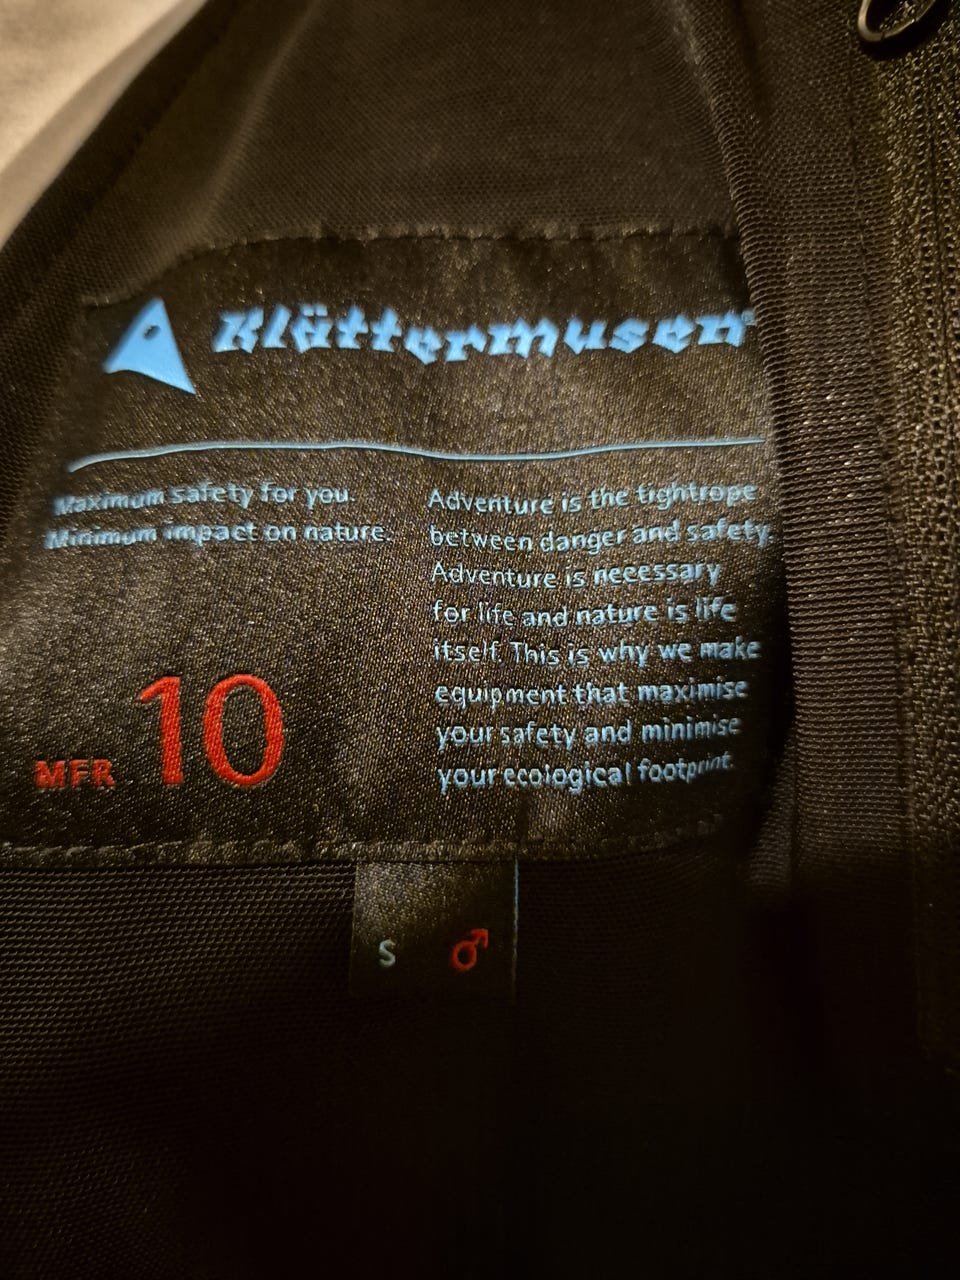 Klättermusen®
Maximum safety for you.
Minimum impact on nature.
Adventure is the tightrope
between danger and safety.
Adventure is necessary
for life and nature is life
itself. This is why we make
equipment that maximise
your safety and minimise
your ecological footprint.
MFR 10
S ♂